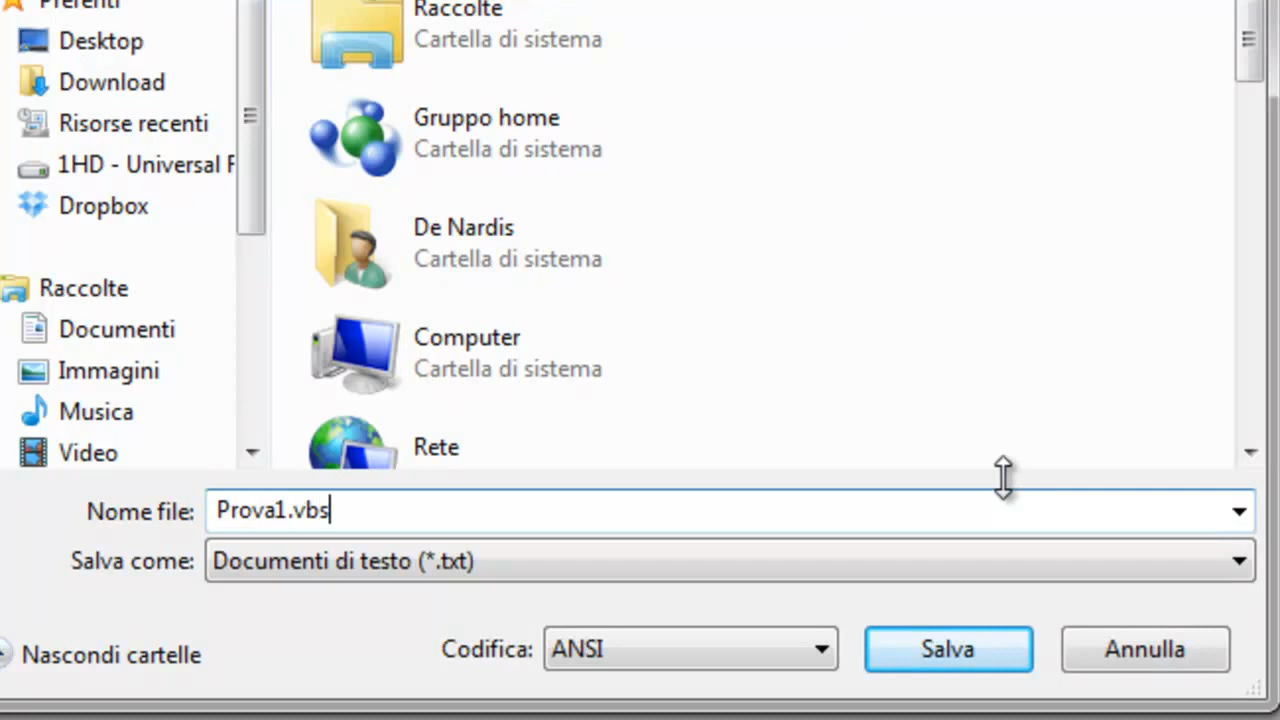 Preferiti
Desktop
Download
Risorse recenti
1HD - Universal
Dropbox
Raccolte
Documenti
Immagini
Musica
Video
Raccolte
Cartella di sistema
Gruppo home
Cartella di sistema
De Nardis
Cartella di sistema
Computer
Cartella di sistema
Rete
Nome file: Prova1.vbs
Salva come: Documenti di testo (*.txt)
Nascondi cartelle
Codifica: ANSI
Salva
Annulla